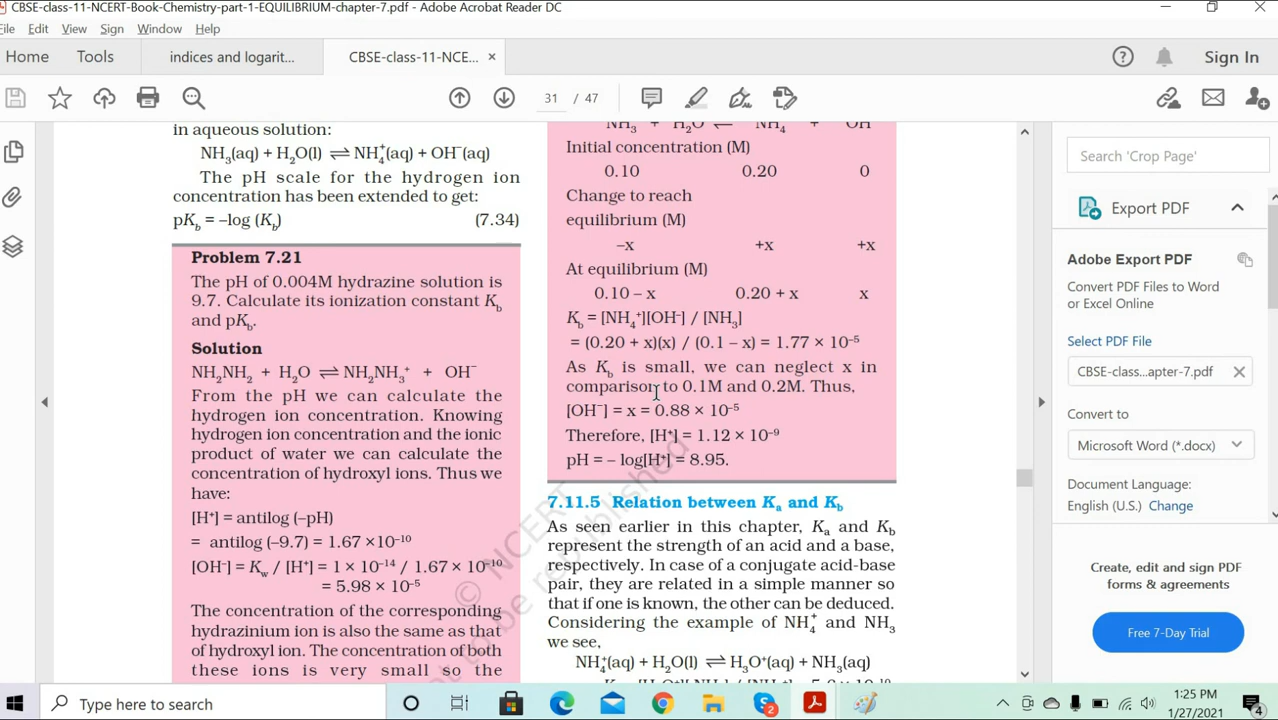 CBSE-class-11-NCERT-Book-Chemistry-part-1-EQUILIBRIUM-chapter-7.pdf - Adobe Acrobat Reader DC
File Edit View Sign Window Help
Home Tools indices and logarit... CBSE-class-11-NCE... × Sign In
31 / 47
in aqueous solution:
NH₃(aq) + H₂O(l) ⇌ NH₄⁺(aq) + OH⁻(aq)
The pH scale for the hydrogen ion
concentration has been extended to get:
pK_b = –log (K_b) (7.34)
Problem 7.21
The pH of 0.004M hydrazine solution is
9.7. Calculate its ionization constant K_b
and pK_b.
Solution
NH₂NH₂ + H₂O ⇌ NH₂NH₃⁺ + OH⁻
From the pH we can calculate the
hydrogen ion concentration. Knowing
hydrogen ion concentration and the ionic
product of water we can calculate the
concentration of hydroxyl ions. Thus we
have:
[H⁺] = antilog (–pH)
= antilog (–9.7) = 1.67 ×10⁻¹⁰
[OH⁻] = K_w / [H⁺] = 1 × 10⁻¹⁴ / 1.67 × 10⁻¹⁰
= 5.98 × 10⁻⁵
The concentration of the corresponding
hydrazinium ion is also the same as that
of hydroxyl ion. The concentration of both
these ions is very small so the
NH₃ + H₂O ⇌ NH₄ + OH
Initial concentration (M)
0.10 0.20 0
Change to reach
equilibrium (M)
–x +x +x
At equilibrium (M)
0.10 – x 0.20 + x x
K_b = [NH₄⁺][OH⁻] / [NH₃]
= (0.20 + x)(x) / (0.1 – x) = 1.77 × 10⁻⁵
As K_b is small, we can neglect x in
comparison to 0.1M and 0.2M. Thus,
[OH⁻] = x = 0.88 × 10⁻⁵
Therefore, [H⁺] = 1.12 × 10⁻⁹
pH = – log[H⁺] = 8.95.
7.11.5 Relation between K_a and K_b
As seen earlier in this chapter, K_a and K_b
represent the strength of an acid and a base,
respectively. In case of a conjugate acid-base
pair, they are related in a simple manner so
that if one is known, the other can be deduced.
Considering the example of NH₄⁺ and NH₃
we see,
NH₄⁺(aq) + H₂O(l) ⇌ H₃O⁺(aq) + NH₃(aq)
© NCERT
be republished
Search 'Crop Page'
Export PDF
Adobe Export PDF
Convert PDF Files to Word
or Excel Online
Select PDF File
CBSE-class...apter-7.pdf ×
Convert to
Microsoft Word (*.docx)
Document Language:
English (U.S.) Change
Create, edit and sign PDF
forms & agreements
Free 7-Day Trial
Type here to search
2
1:25 PM
1/27/2021
4